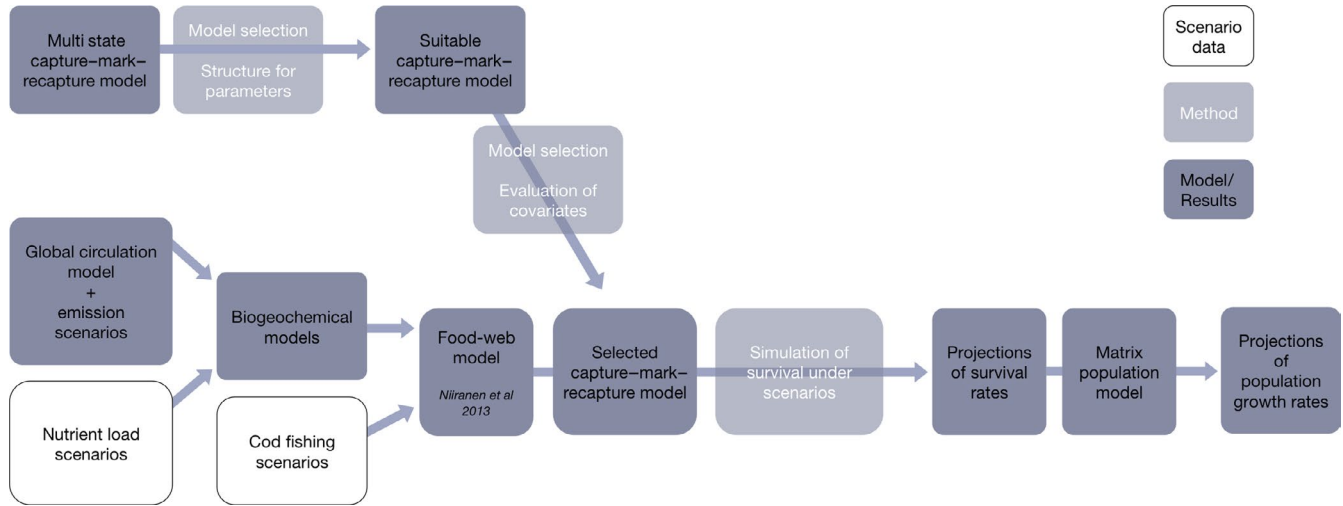 Multi state
capture–mark–
recapture model
Model selection
Structure for
parameters
Suitable
capture–mark–
recapture model
Scenario
data
Method
Model/
Results
Model selection
Evaluation of
covariates
Global circulation
model
+
emission
scenarios
Biogeochemical
models
Nutrient load
scenarios
Cod fishing
scenarios
Food-web
model
Niiranen et al
2013
Selected
capture–mark–
recapture model
Simulation of
survival under
scenarios
Projections
of survival
rates
Matrix
population
model
Projections
of
population
growth rates